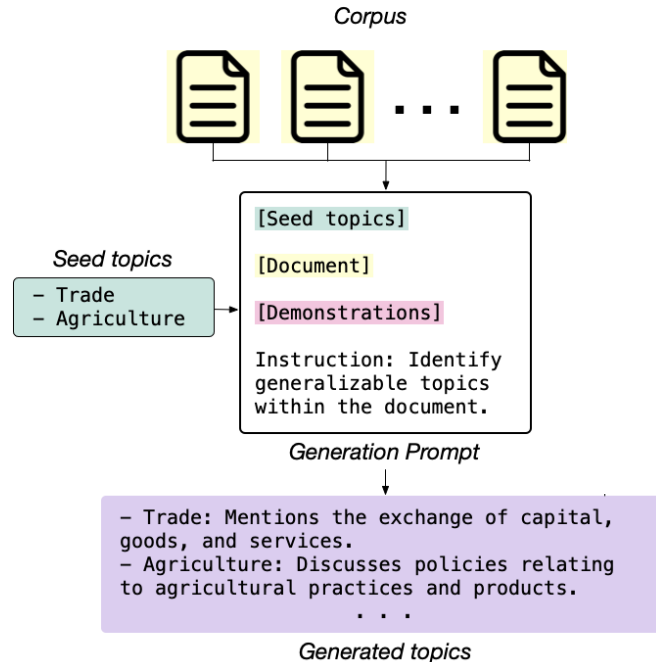 Corpus
. . .
[Seed topics]
[Document]
[Demonstrations]
Instruction: Identify
generalizable topics
within the document.
Seed topics
– Trade
– Agriculture
Generation Prompt
– Trade: Mentions the exchange of capital,
goods, and services.
– Agriculture: Discusses policies relating
to agricultural practices and products.
. . .
Generated topics